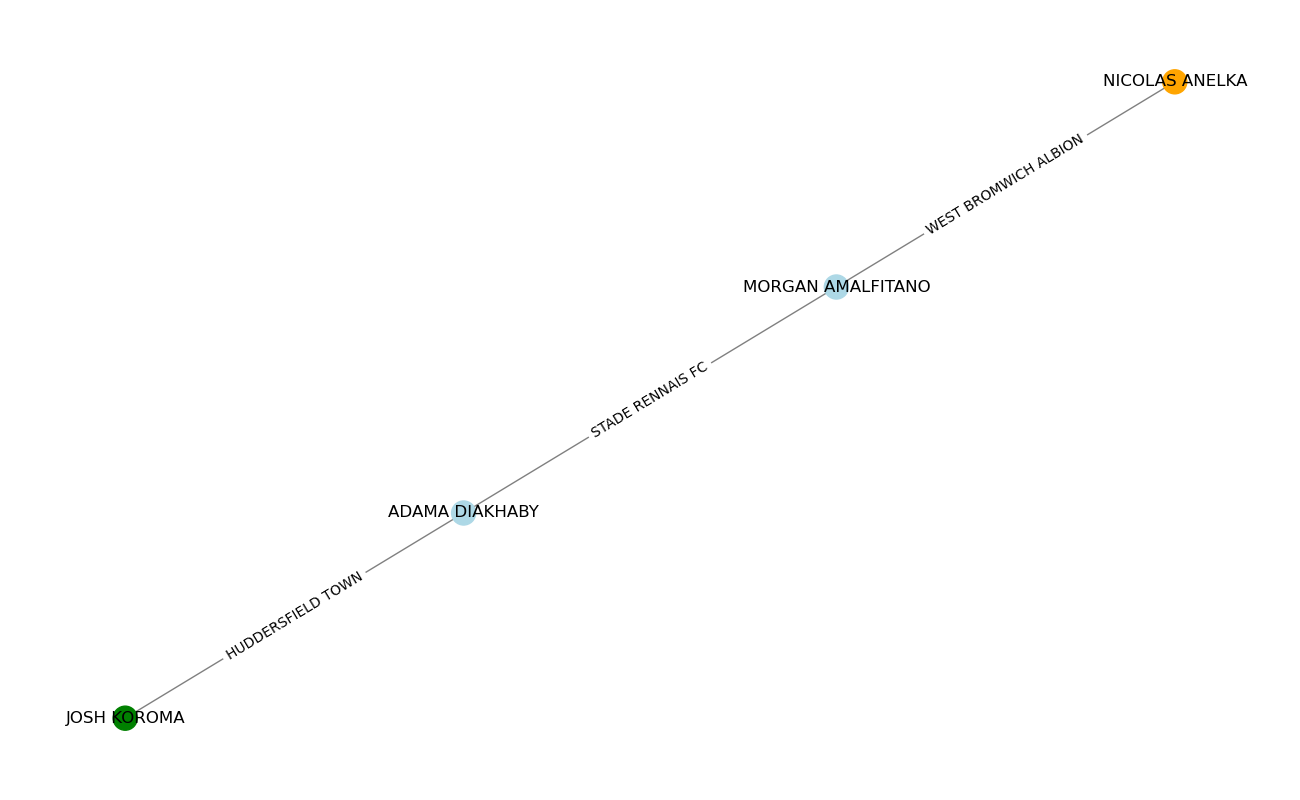 NICOLAS ANELKA
WEST BROMWICH ALBION
MORGAN AMALFITANO
STADE RENNAIS FC
ADAMA DIAKHABY
HUDDERSFIELD TOWN
JOSH KOROMA